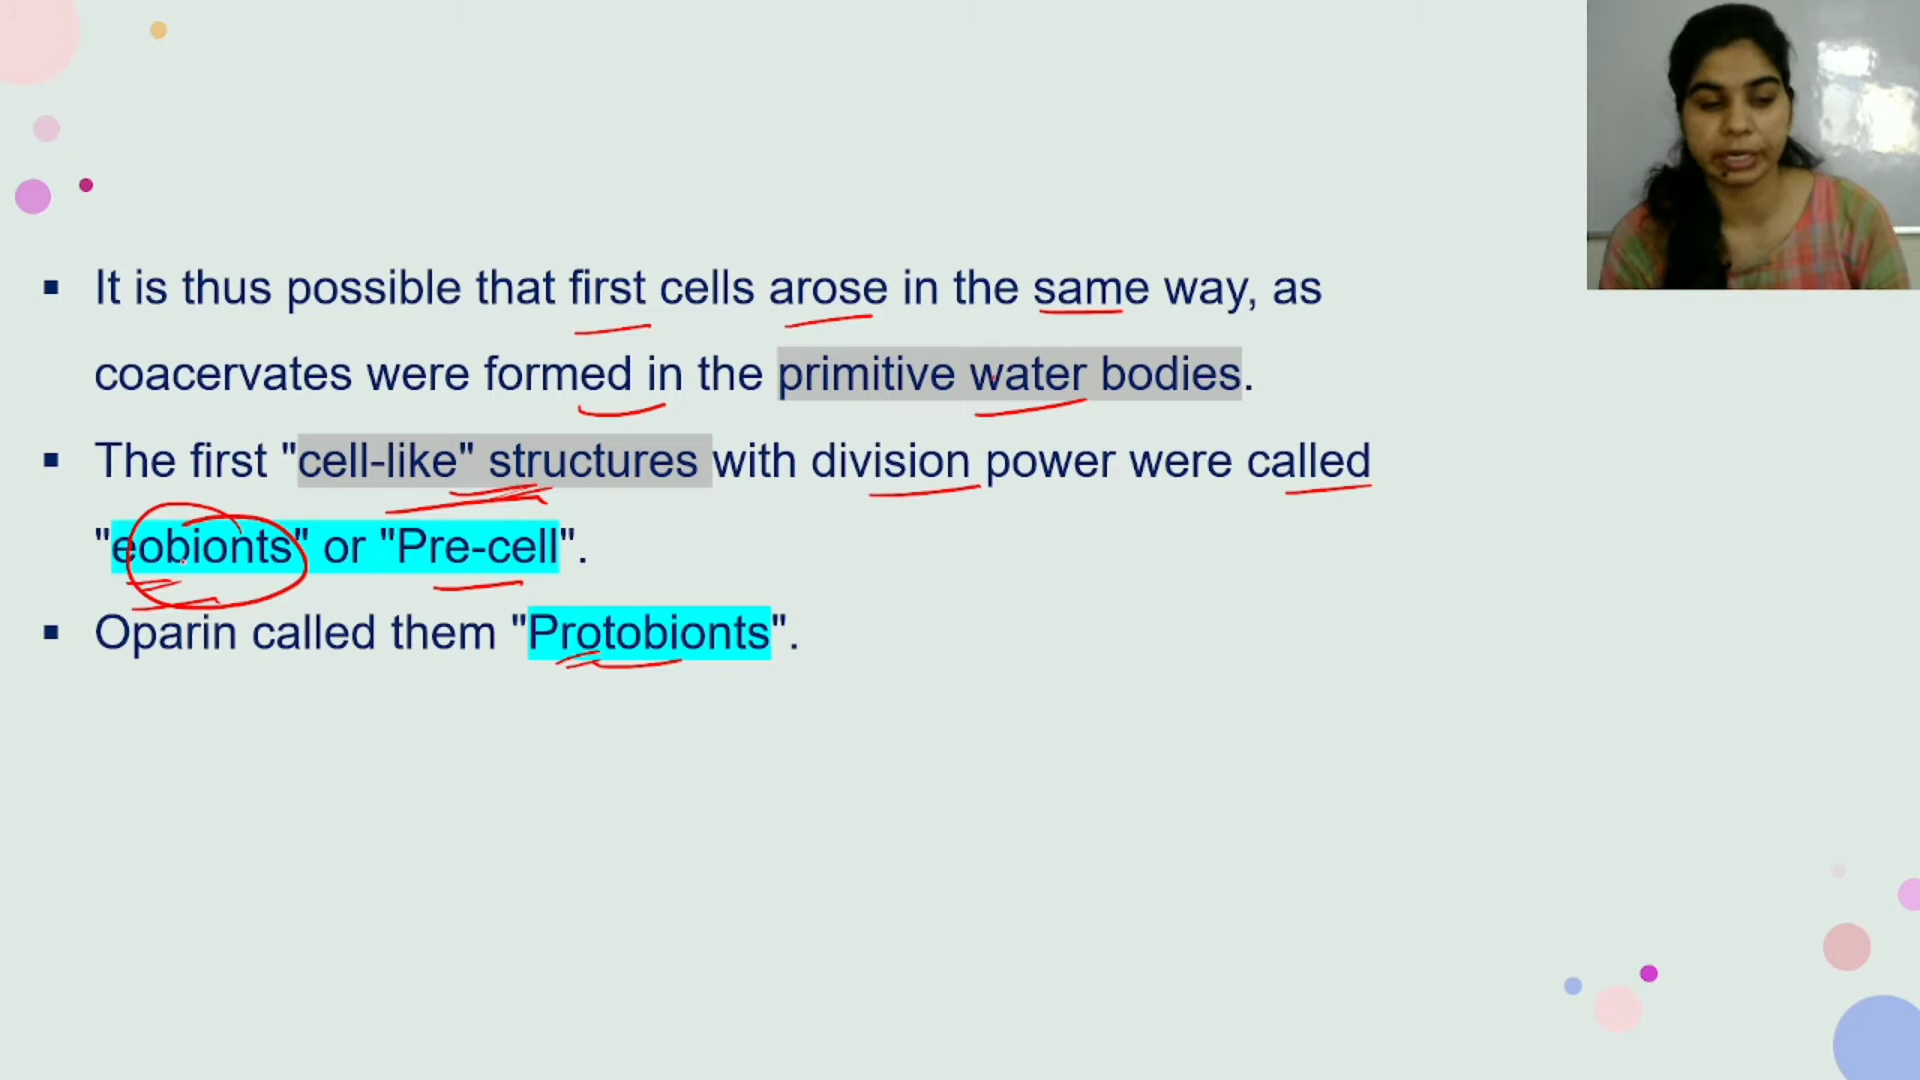 ▪ It is thus possible that first cells arose in the same way, as
coacervates were formed in the primitive water bodies.
▪ The first "cell-like" structures with division power were called
"eobionts" or "Pre-cell".
▪ Oparin called them "Protobionts".